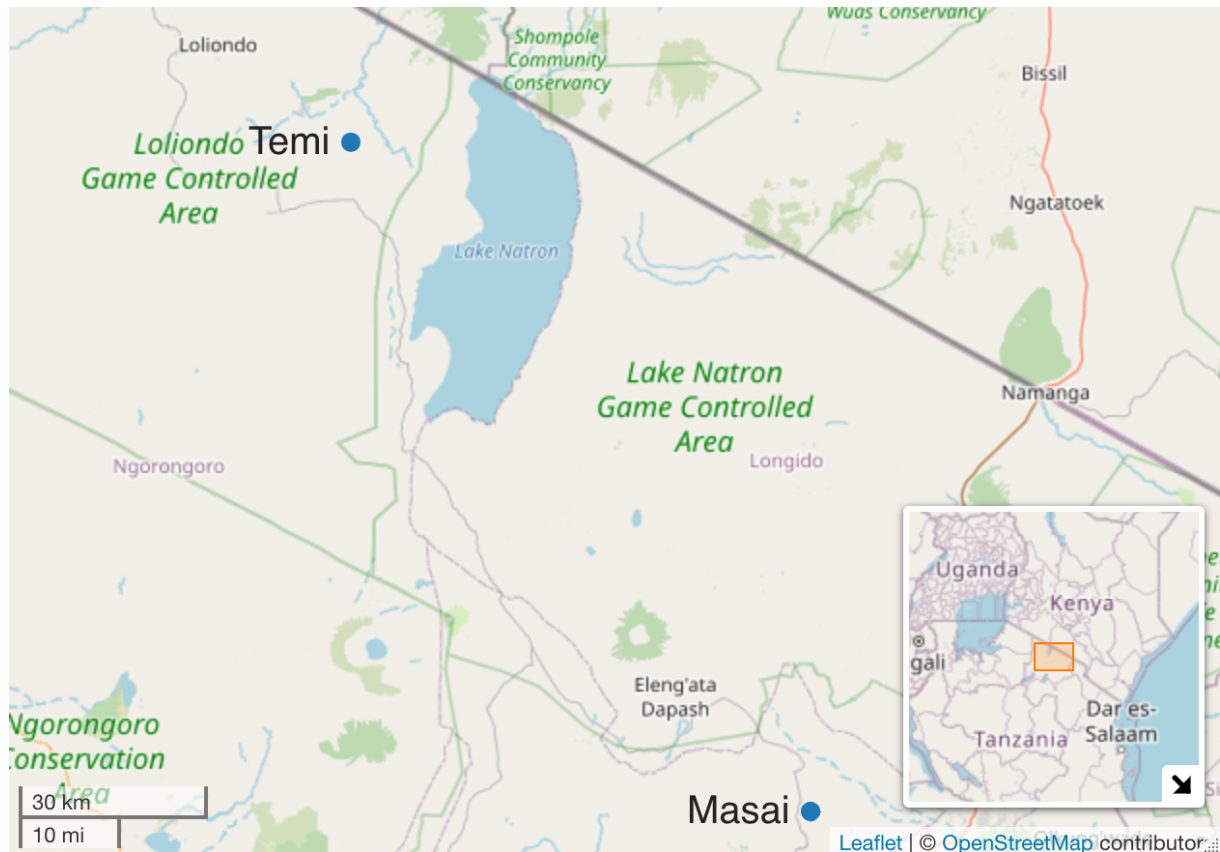 Wuas Conservancy
Loliondo
Shompole
Community
Conservancy
Bissil
Temi
Loliondo
Game Controlled
Area
Ngatatoek
Lake Natron
Lake Natron
Game Controlled
Area
Namanga
Longido
Ngorongoro
Uganda
Kenya
gali
Dar es-
Salaam
Tanzania
Eleng'ata
Dapash
Ngorongoro
Conservation
Area
30 km
10 mi
Masai
Leaflet | © OpenStreetMap contributor